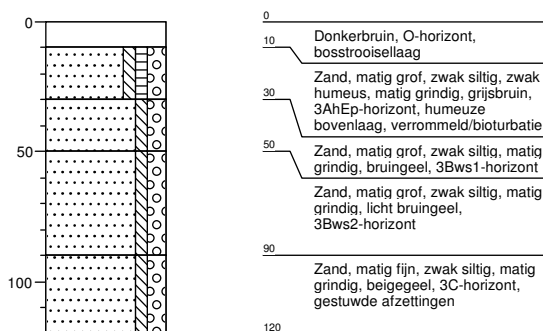 0
50
100
0
Donkerbruin, O-horizont,
bosstrooisellaag
10
Zand, matig grof, zwak siltig, zwak
humeus, matig grindig, grijsbruin,
3AhEp-horizont, humeuze
bovenlaag, verrommeld/bioturbatie
30
Zand, matig grof, zwak siltig, matig
grindig, bruingeel, 3Bws1-horizont
50
Zand, matig grof, zwak siltig, matig
grindig, licht bruingeel,
3Bws2-horizont
90
Zand, matig fijn, zwak siltig, matig
grindig, beigegeel, 3C-horizont,
gestuwde afzettingen
120